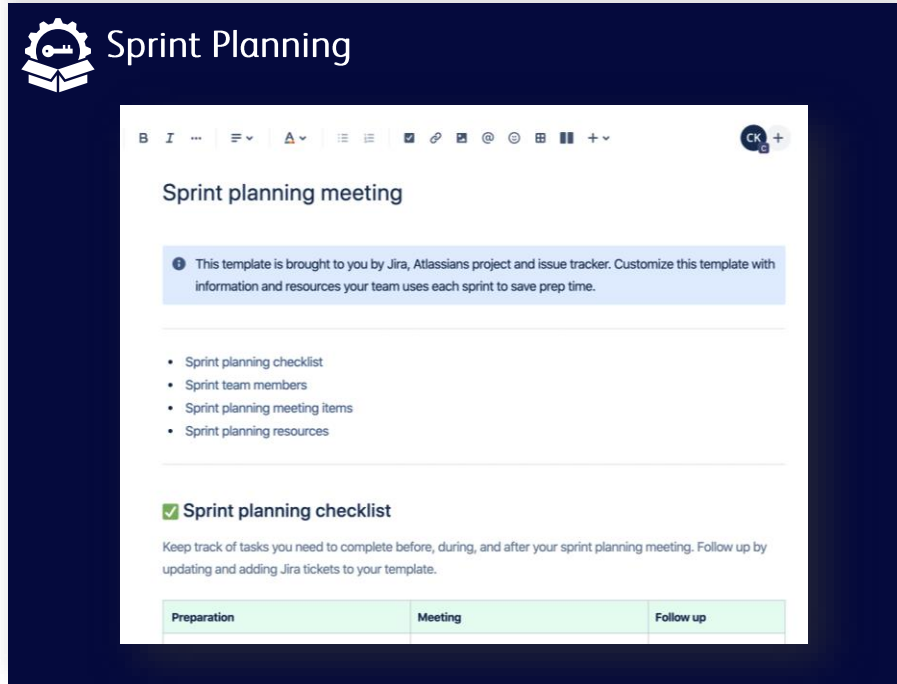 Sprint Planning
B I ... A @ +
CK +
C
Sprint planning meeting
This template is brought to you by Jira, Atlassians project and issue tracker. Customize this template with
information and resources your team uses each sprint to save prep time.
• Sprint planning checklist
• Sprint team members
• Sprint planning meeting items
• Sprint planning resources
✅ Sprint planning checklist
Keep track of tasks you need to complete before, during, and after your sprint planning meeting. Follow up by
updating and adding Jira tickets to your template.
Preparation Meeting Follow up